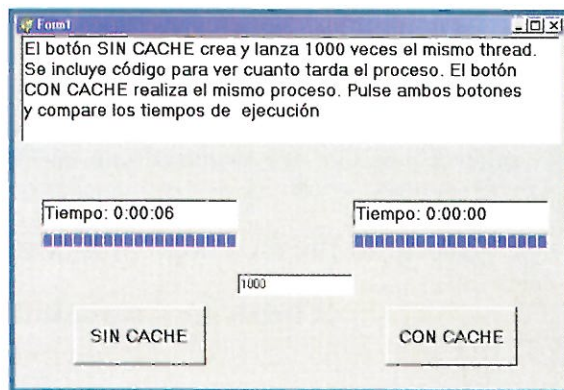 Form1
El botón SIN CACHE crea y lanza 1000 veces el mismo thread.
Se incluye código para ver cuanto tarda el proceso. El botón
CON CACHE realiza el mismo proceso. Pulse ambos botones
y compare los tiempos de ejecución
Tiempo: 0:00:06
Tiempo: 0:00:00
1000
SIN CACHE
CON CACHE